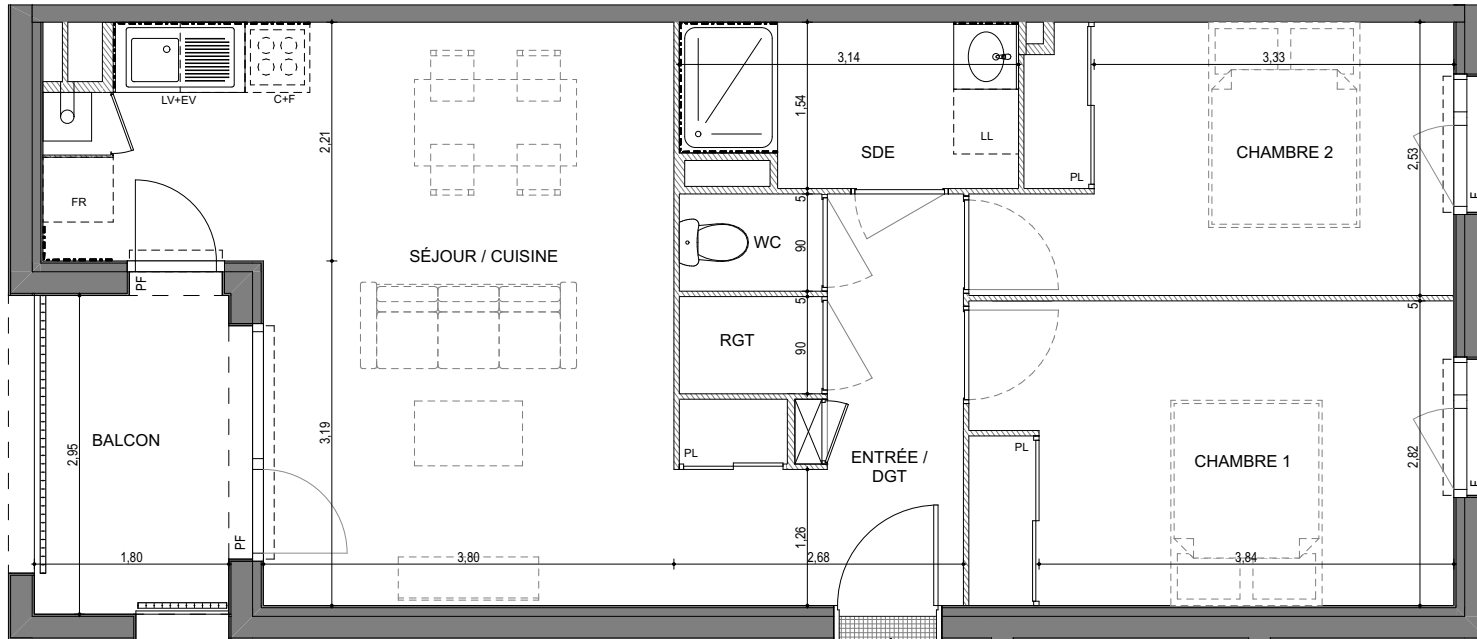 LV+EV
C+F
3,14
3,33
2,21
1,54
SDE
LL
PL
CHAMBRE 2
2,53
F
FR
PF
SÉJOUR / CUISINE
5
WC
90
5
RGT
90
5
BALCON
2,95
3,19
PL
ENTRÉE /
DGT
PL
CHAMBRE 1
2,82
F
PF
1,80
3,80
1,26
2,68
3,84